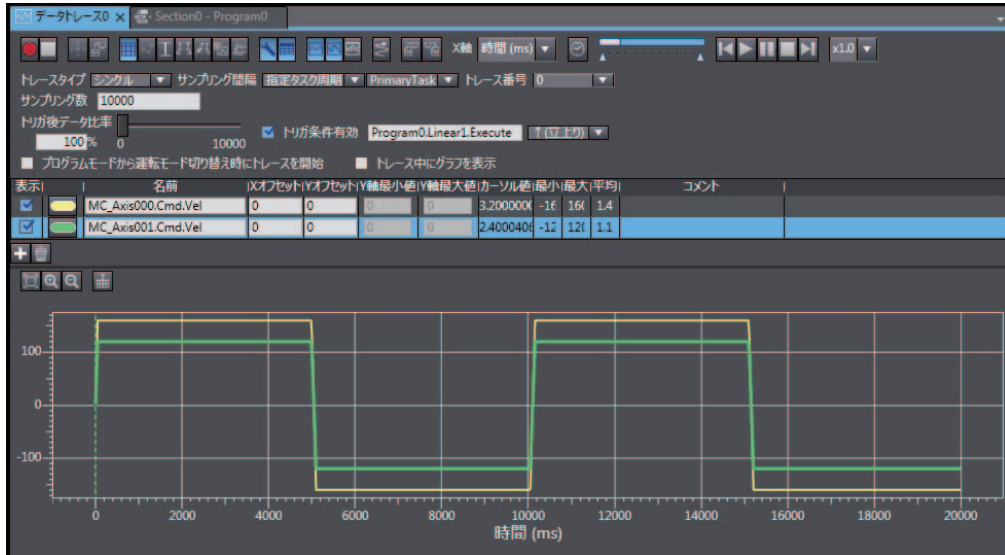 データトレース0 × Section0 - Program0
X軸 時間 (ms) x1.0
トレースタイプ シングル サンプリング間隔 指定タスク周期 PrimaryTask トレース番号 0
サンプリング数 10000
トリガ後データ比率
100 % 0 10000 トリガ条件有効 Program0.Linear1.Execute ↑(立上り)
プログラムモードから運転モード切り替え時にトレースを開始 トレース中にグラフを表示
表示 名前 Xオフセット Yオフセット Y軸最小値 Y軸最大値 カーソル値 最小 最大 平均 コメント
MC_Axis000.Cmd.Vel 0 0 0 0 3.2000000 -16 160 1.4
MC_Axis001.Cmd.Vel 0 0 0 0 2.4000406 -12 120 1.1
100
0
-100
0 2000 4000 6000 8000 10000 12000 14000 16000 18000 20000
時間 (ms)